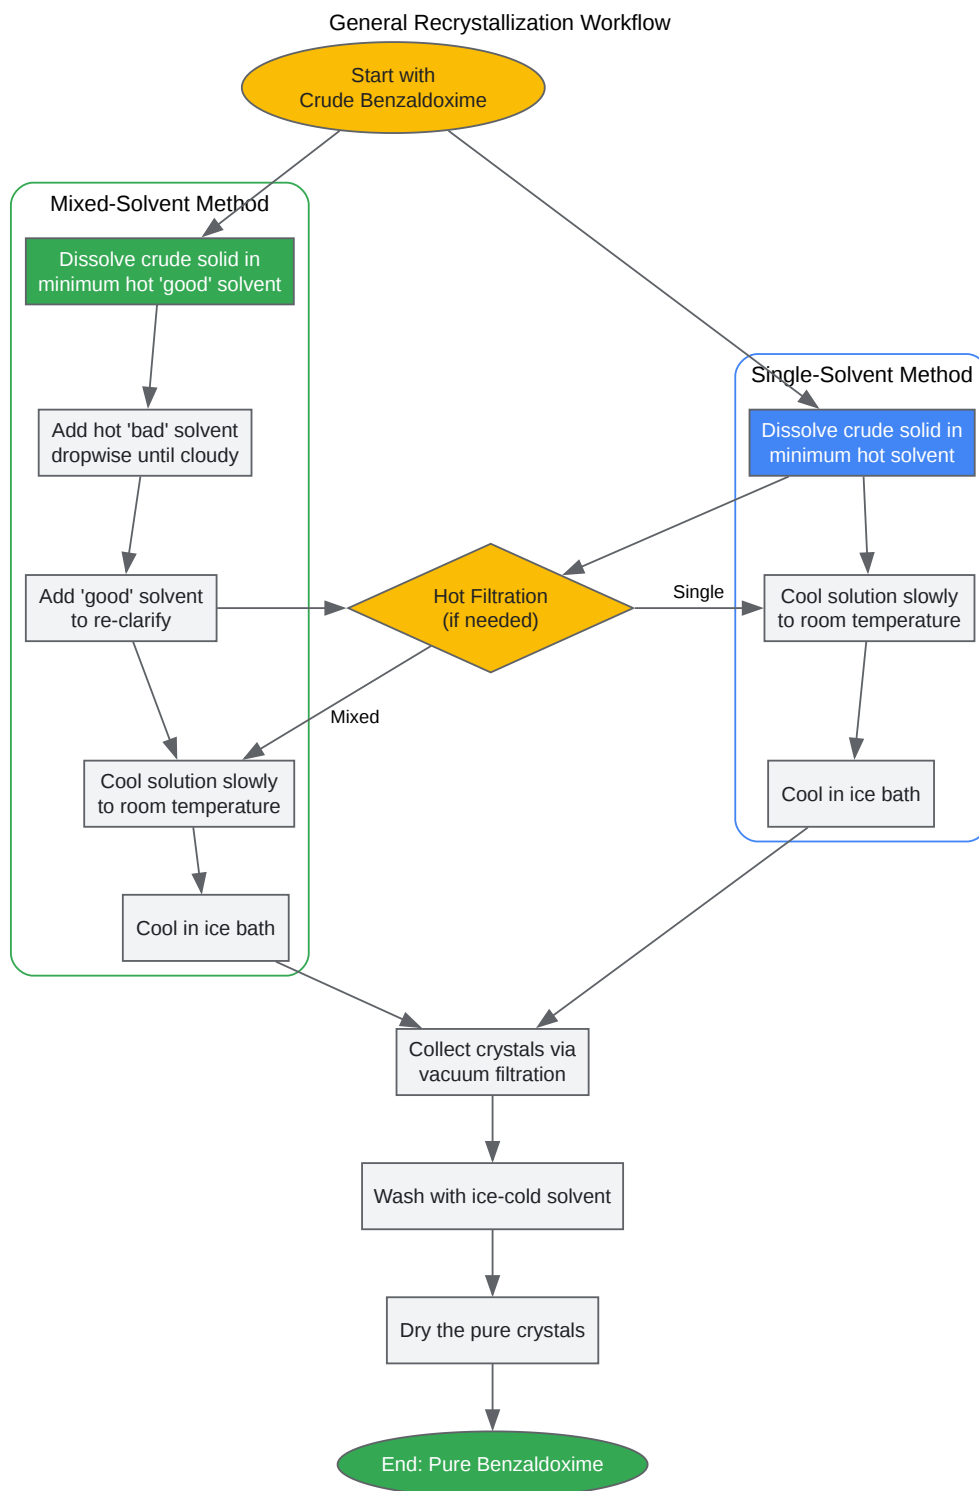 General Recrystallization Workflow
Start with
Crude Benzaldoxime
Mixed-Solvent Method
Dissolve crude solid in
minimum hot 'good' solvent
Single-Solvent Method
Add hot 'bad' solvent
dropwise until cloudy
Dissolve crude solid in
minimum hot solvent
Add 'good' solvent
to re-clarify
Hot Filtration
(if needed)
Single
Cool solution slowly
to room temperature
Mixed
Cool solution slowly
to room temperature
Cool in ice bath
Cool in ice bath
Collect crystals via
vacuum filtration
Wash with ice-cold solvent
Dry the pure crystals
End: Pure Benzaldoxime